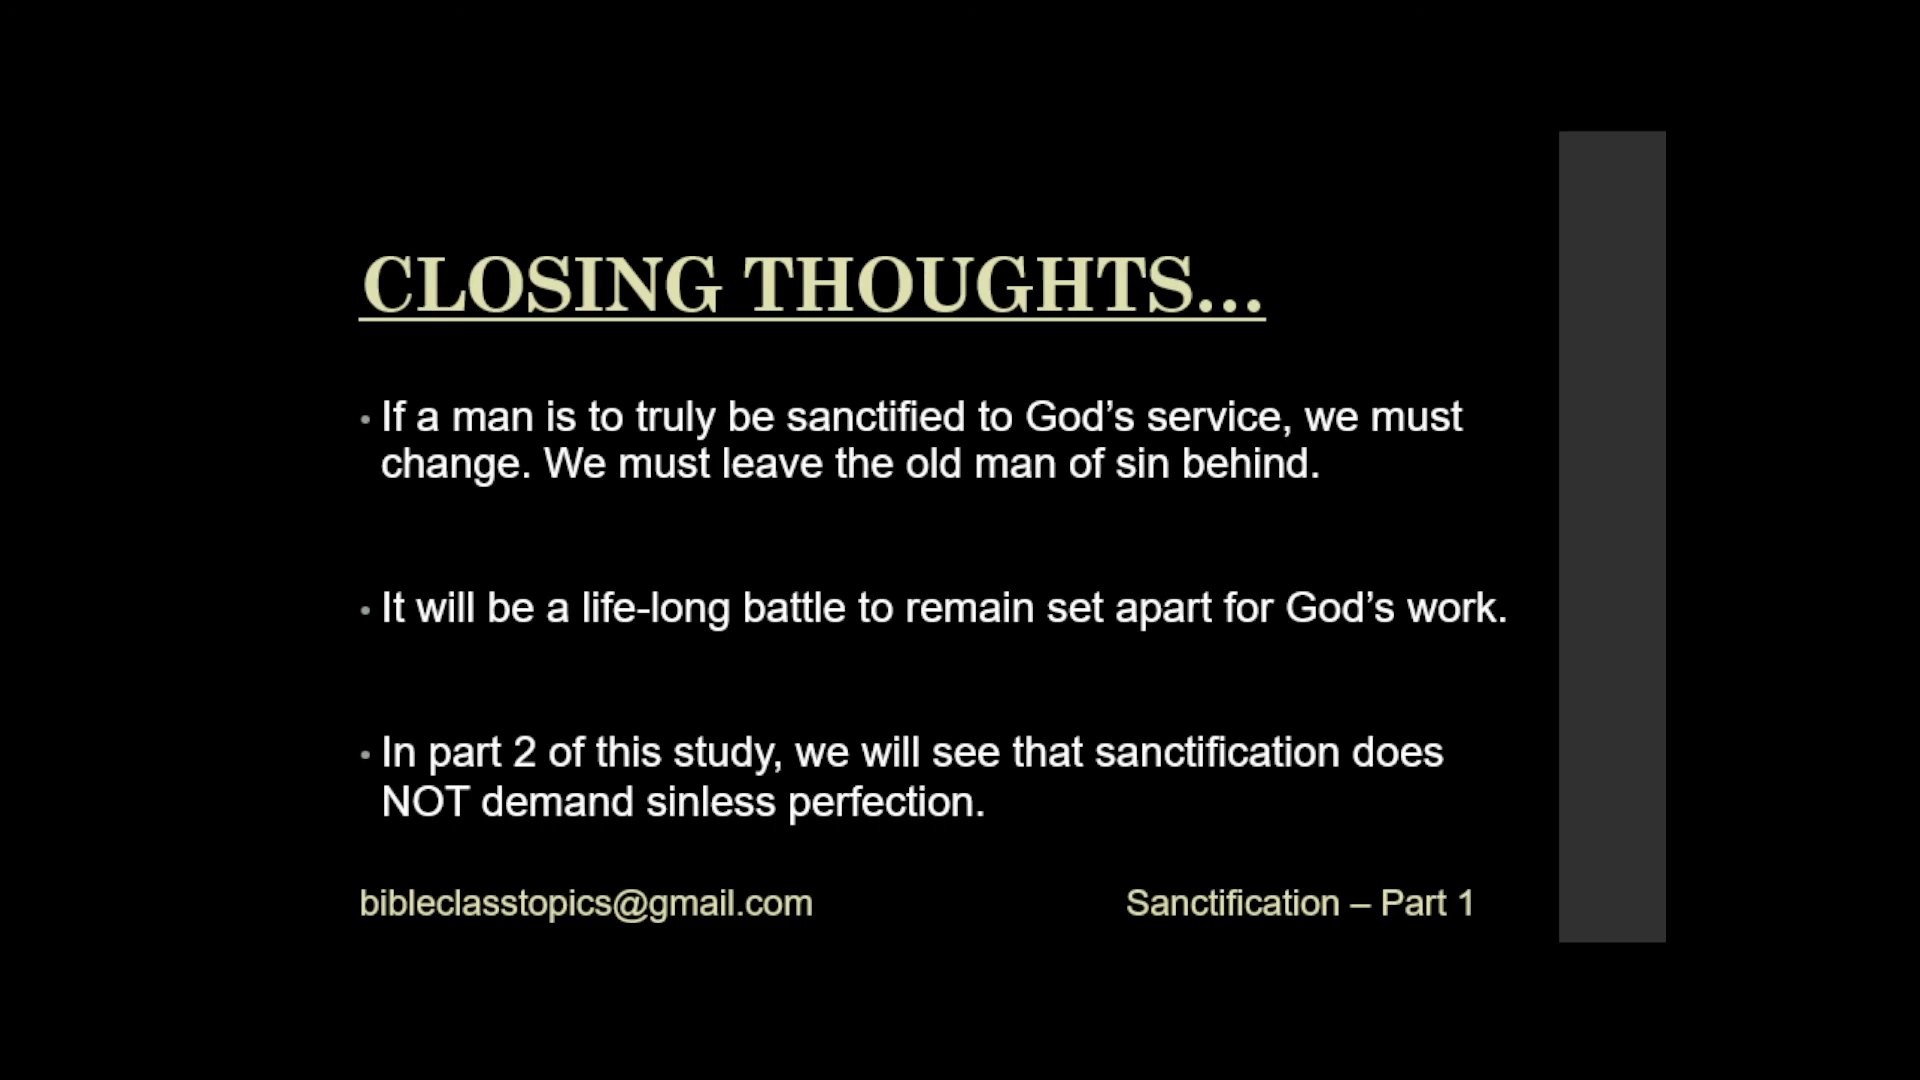 CLOSING THOUGHTS...
• If a man is to truly be sanctified to God’s service, we must
change. We must leave the old man of sin behind.
• It will be a life-long battle to remain set apart for God’s work.
• In part 2 of this study, we will see that sanctification does
NOT demand sinless perfection.
bibleclasstopics@gmail.com
Sanctification – Part 1